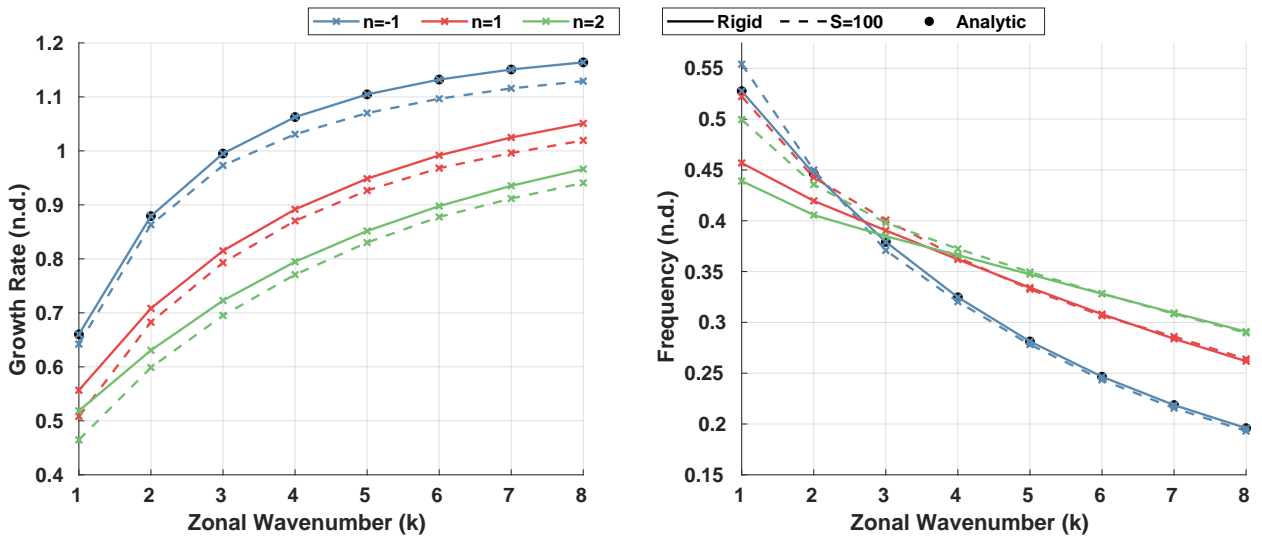 n=-1 n=1 n=2
1.2
1.1
1
0.9
0.8
0.7
0.6
0.5
0.4
Growth Rate (n.d.)
1 2 3 4 5 6 7 8
Zonal Wavenumber (k)
Rigid S=100 Analytic
0.55
0.5
0.45
0.4
0.35
0.3
0.25
0.2
0.15
Frequency (n.d.)
1 2 3 4 5 6 7 8
Zonal Wavenumber (k)